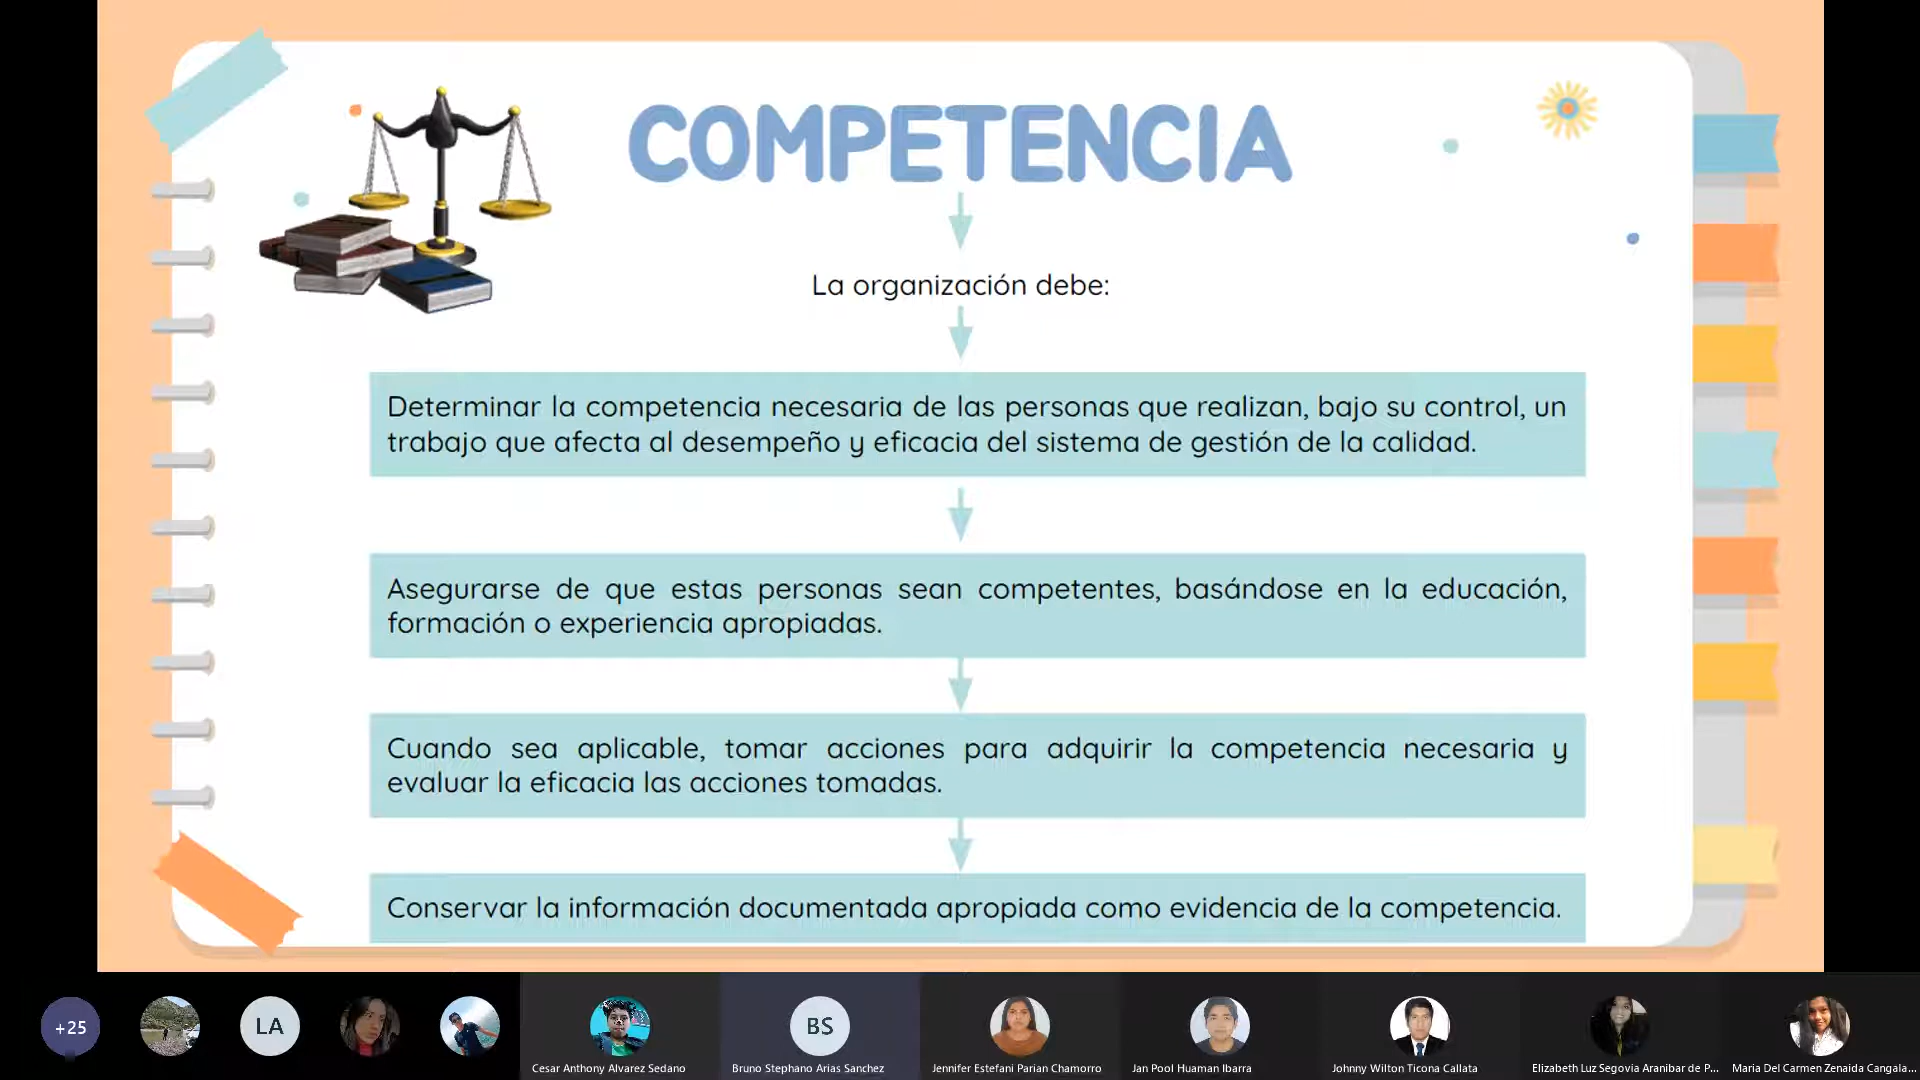 COMPETENCIA
La organización debe:
Determinar la competencia necesaria de las personas que realizan, bajo su control, un
trabajo que afecta al desempeño y eficacia del sistema de gestión de la calidad.
Asegurarse de que estas personas sean competentes, basándose en la educación,
formación o experiencia apropiadas.
Cuando sea aplicable, tomar acciones para adquirir la competencia necesaria y
evaluar la eficacia las acciones tomadas.
Conservar la información documentada apropiada como evidencia de la competencia.
+25
LA
BS
Cesar Anthony Alvarez Sedano
Bruno Stephano Arias Sanchez
Jennifer Estefani Parian Chamorro
Jan Pool Huaman Ibarra
Johnny Wilton Ticona Callata
Elizabeth Luz Segovia Aranibar de P...
Maria Del Carmen Zenaida Cangala...